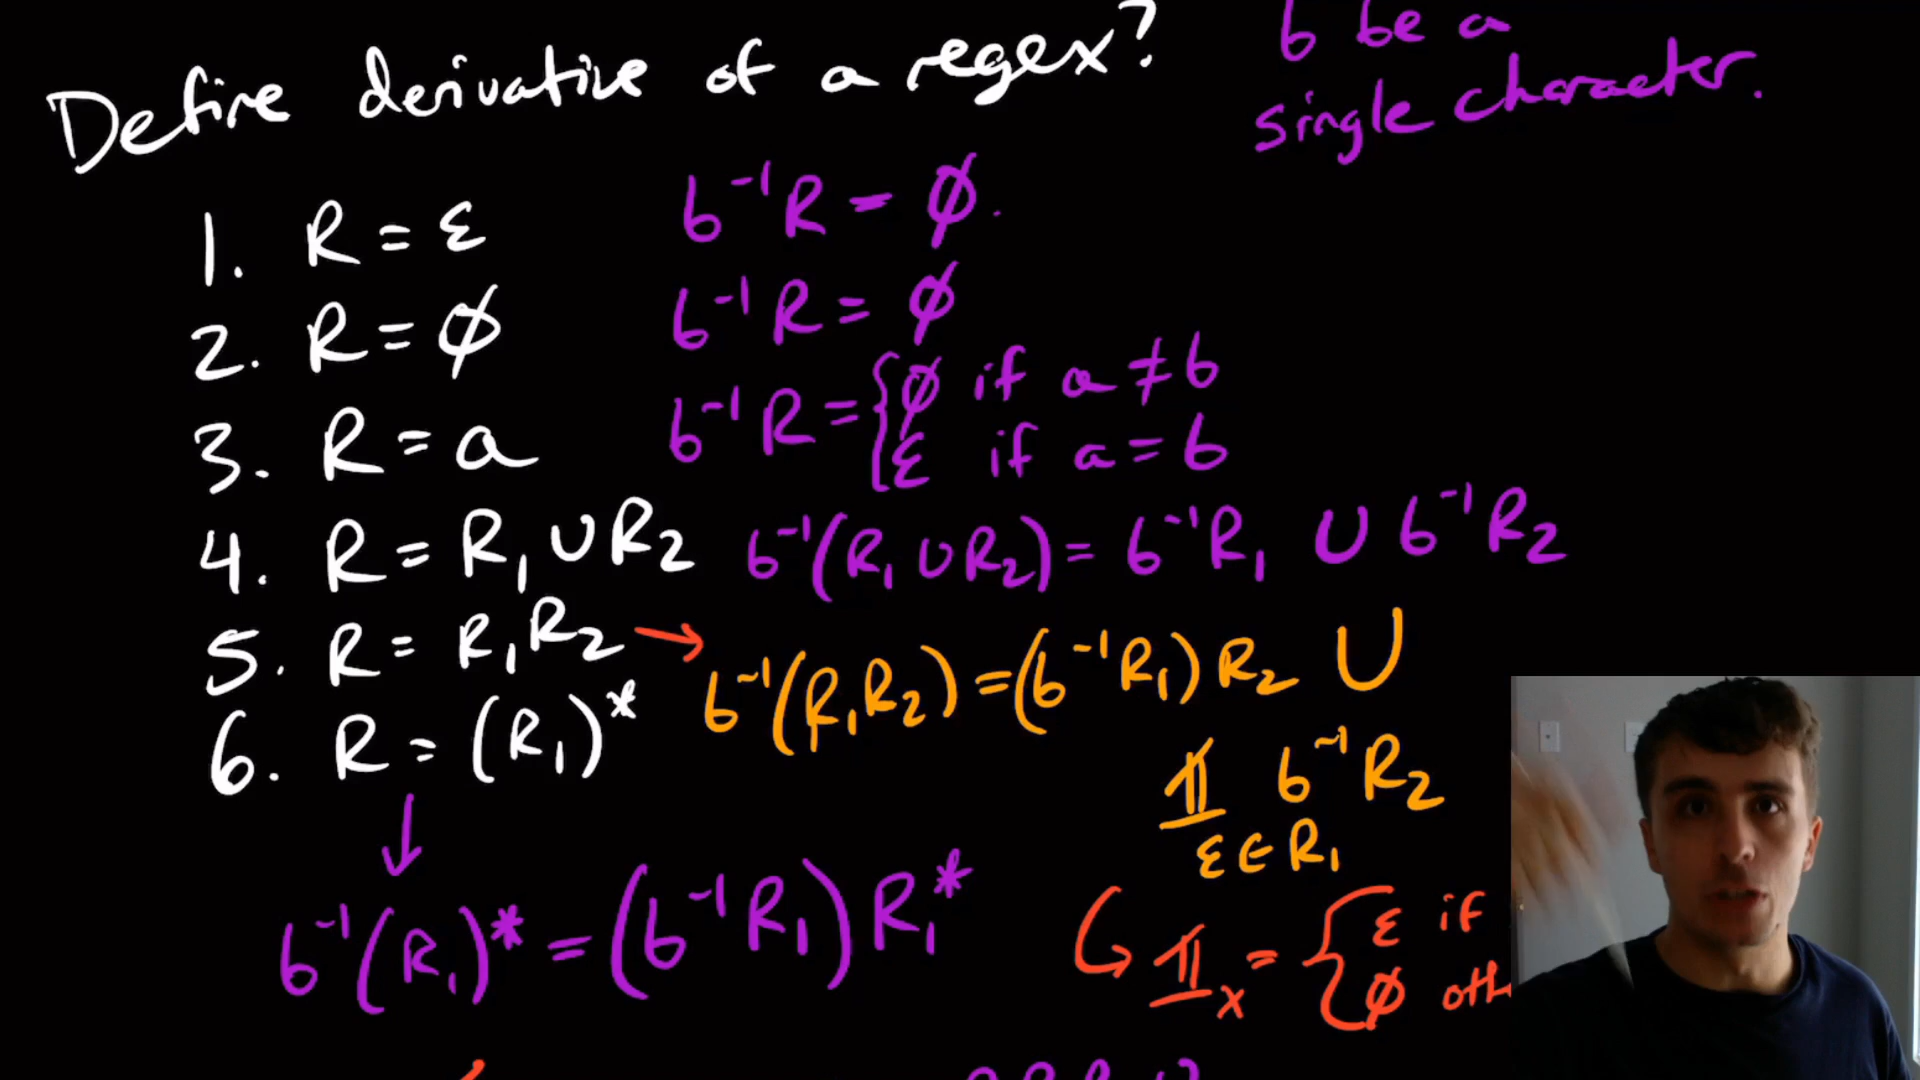 Define derivative of a regex?
b be a
single character.
1. R = ε b⁻¹R = ∅.
2. R = ∅ b⁻¹R = ∅
3. R = a b⁻¹R = { ∅ if a ≠ b
ε if a = b
4. R = R₁ ∪ R₂ b⁻¹(R₁ ∪ R₂) = b⁻¹R₁ ∪ b⁻¹R₂
5. R = R₁R₂ → b⁻¹(R₁R₂) = (b⁻¹R₁)R₂ ∪
𝟙 b⁻¹R₂
ε ∈ R₁
6. R = (R₁)*
↓
b⁻¹(R₁)* = (b⁻¹R₁)R₁*
↪ 𝟙ₓ = { ε if
∅ oth